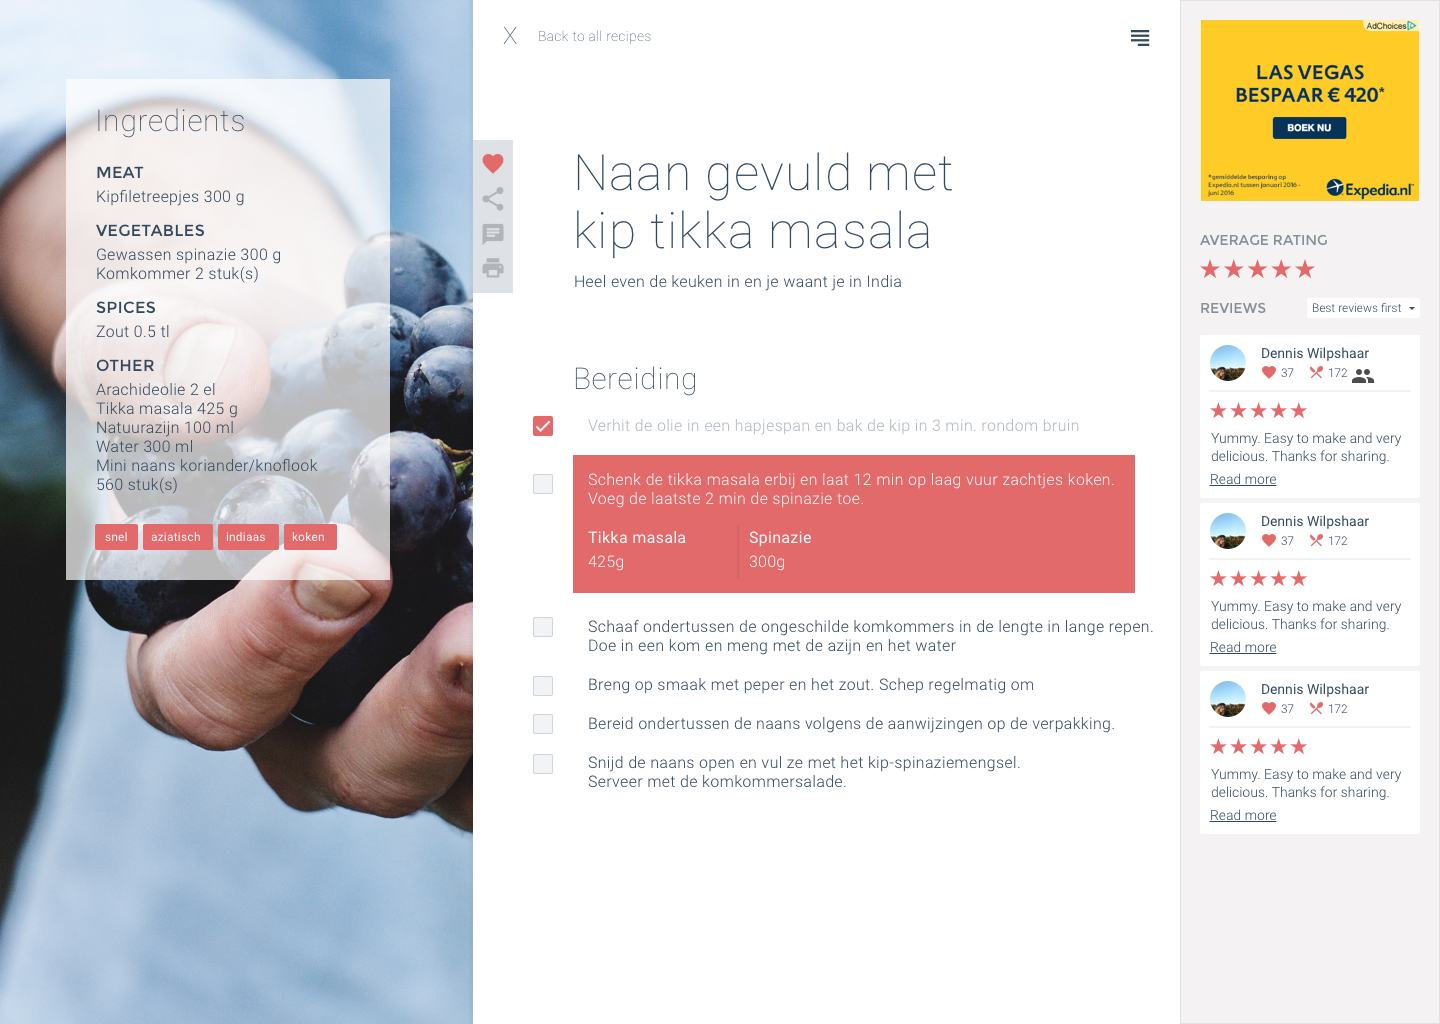 Ingredients
MEAT
Kipfiletreepjes 300 g
VEGETABLES
Gewassen spinazie 300 g
Komkommer 2 stuk(s)
SPICES
Zout 0.5 tl
OTHER
Arachideolie 2 el
Tikka masala 425 g
Natuurazijn 100 ml
Water 300 ml
Mini naans koriander/knoflook
560 stuk(s)
snel aziatisch indiaas koken
X Back to all recipes
Naan gevuld met
kip tikka masala
Heel even de keuken in en je waant je in India
Bereiding
Verhit de olie in een hapjespan en bak de kip in 3 min. rondom bruin
Schenk de tikka masala erbij en laat 12 min op laag vuur zachtjes koken.
Voeg de laatste 2 min de spinazie toe.
Tikka masala Spinazie
425g 300g
Schaaf ondertussen de ongeschilde komkommers in de lengte in lange repen.
Doe in een kom en meng met de azijn en het water
Breng op smaak met peper en het zout. Schep regelmatig om
Bereid ondertussen de naans volgens de aanwijzingen op de verpakking.
Snijd de naans open en vul ze met het kip-spinaziemengsel.
Serveer met de komkommersalade.
AdChoices
LAS VEGAS
BESPAAR € 420*
BOEK NU
*gemiddelde besparing op
Expedia.nl tussen januari 2016 -
juni 2016
Expedia.nl
AVERAGE RATING
REVIEWS Best reviews first
Dennis Wilpshaar
37 172
Yummy. Easy to make and very
delicious. Thanks for sharing.
Read more
Dennis Wilpshaar
37 172
Yummy. Easy to make and very
delicious. Thanks for sharing.
Read more
Dennis Wilpshaar
37 172
Yummy. Easy to make and very
delicious. Thanks for sharing.
Read more